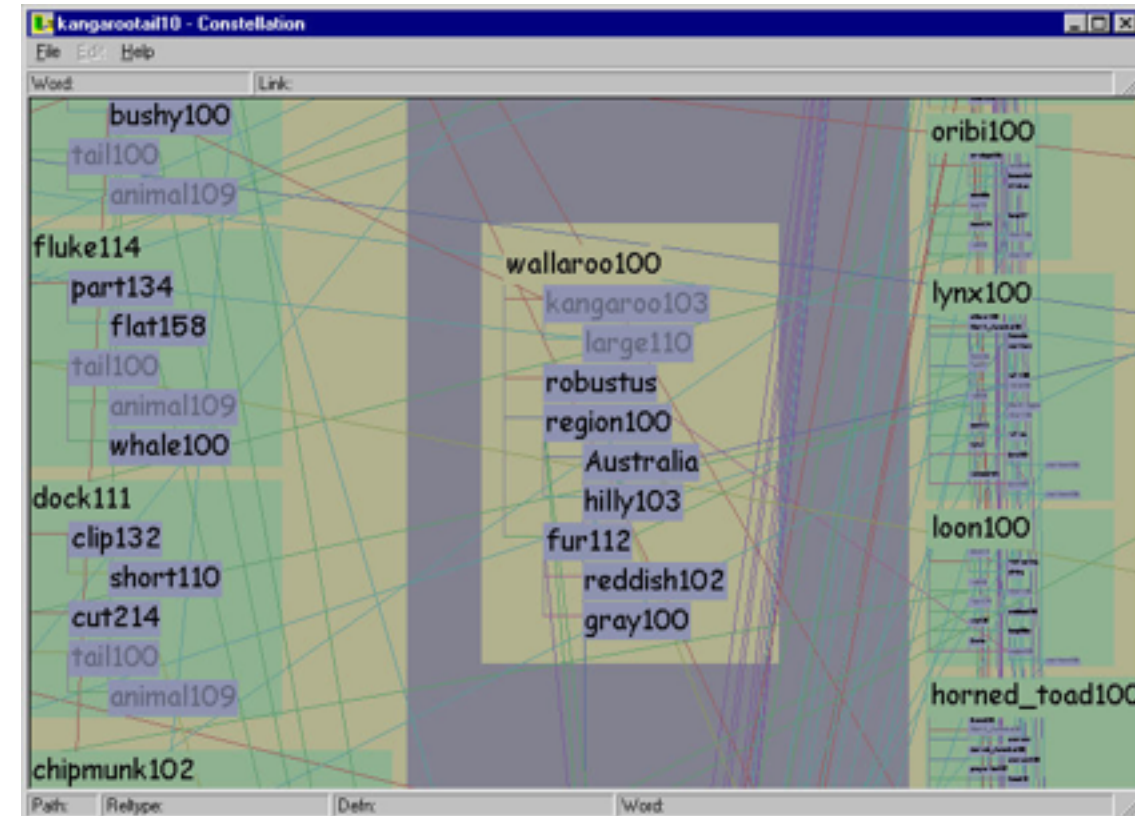 kangarootail10 - Constellation
File Edit Help
Word: Link:
bushy100
tail100
animal109
fluke114
part134
flat158
tail100
animal109
whale100
dock111
clip132
short110
cut214
tail100
animal109
chipmunk102
wallaroo100
kangaroo103
large110
robustus
region100
Australia
hilly103
fur112
reddish102
gray100
oribi100
lynx100
loon100
horned_toad100
Path: Reltype: Defn: Word: